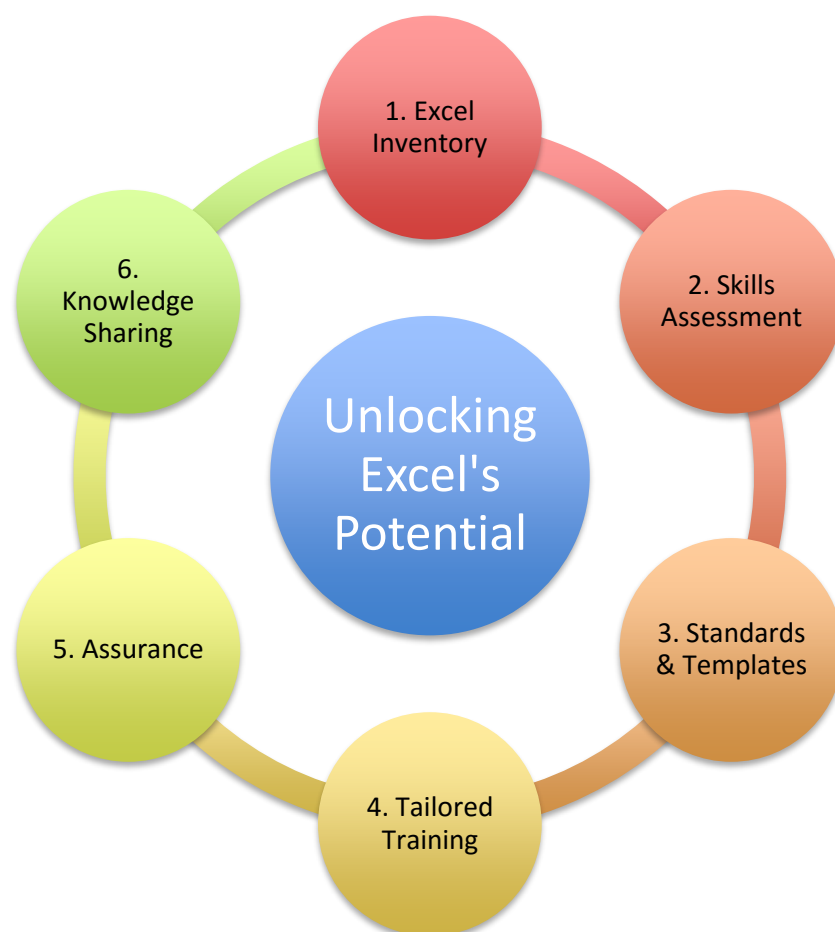 1. Excel
Inventory
2. Skills
Assessment
3. Standards
& Templates
4. Tailored
Training
5. Assurance
6.
Knowledge
Sharing
Unlocking
Excel's
Potential